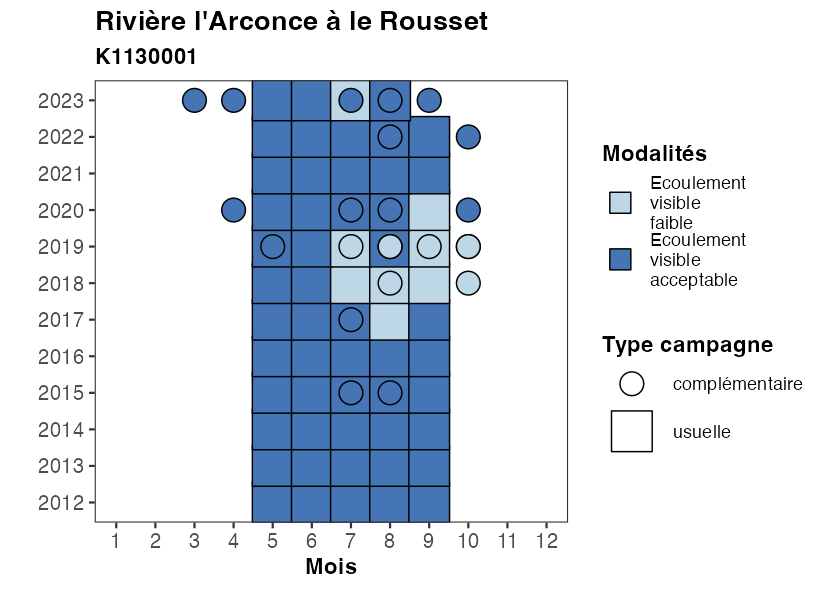 Rivière l'Arconce à le Rousset
K1130001
2023
2022
2021
2020
2019
2018
2017
2016
2015
2014
2013
2012
1 2 3 4 5 6 7 8 9 10 11 12
Mois
Modalités
Ecoulement
visible
faible
Ecoulement
visible
acceptable
Type campagne
complémentaire
usuelle